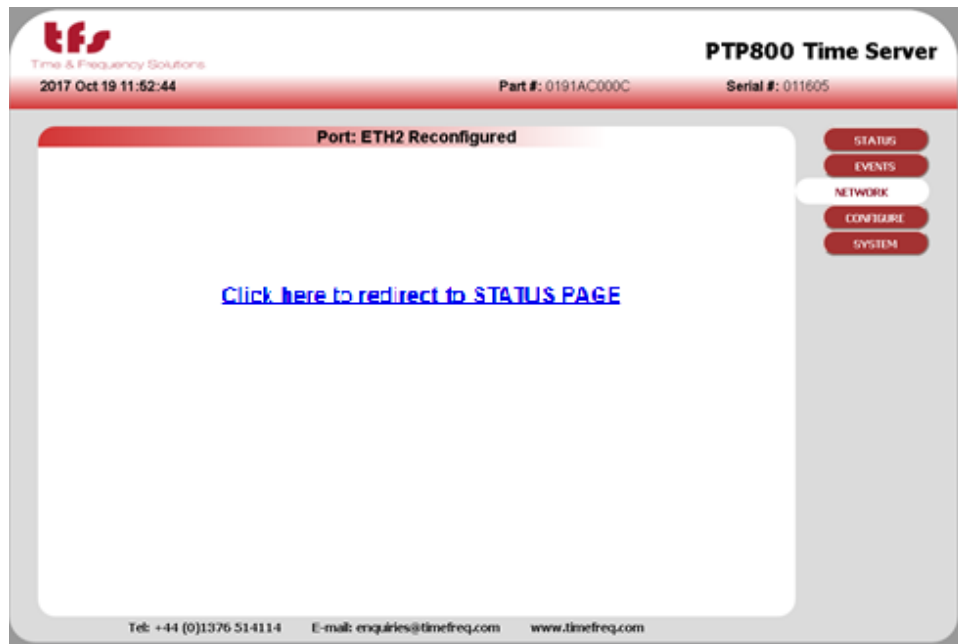 tfs
Time & Frequency Solutions
PTP800 Time Server
2017 Oct 19 11:52:44 Part #: 0191AC000C Serial #: 011605
Port: ETH2 Reconfigured
STATUS
EVENTS
NETWORK
CONFIGURE
SYSTEM
Click here to redirect to STATUS PAGE
Tel: +44 (0)1376 514114 E-mail: enquiries@timefreq.com www.timefreq.com